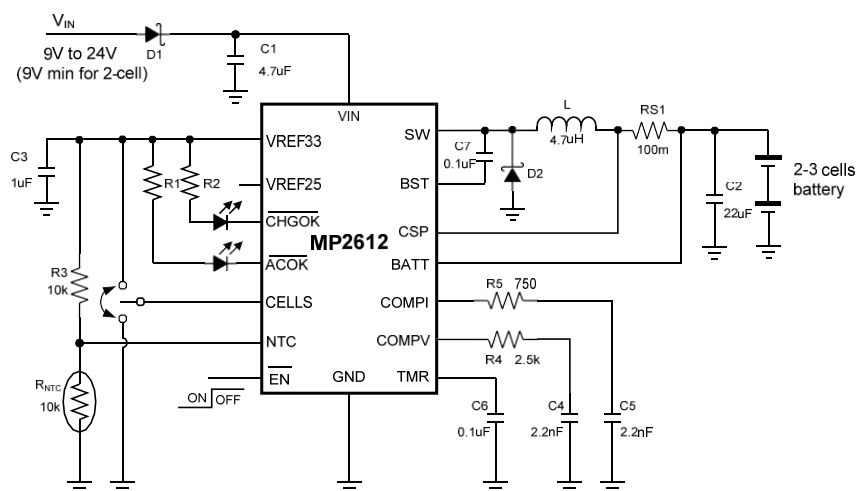 VIN
D1
9V to 24V
(9V min for 2-cell)
C1
4.7uF
VIN
SW
L
4.7uH
RS1
100m
VREF33
C7
0.1uF
D2
C3
1uF
R1
R2
VREF25
BST
2-3 cells
battery
C2
22uF
CHGOK
MP2612
CSP
ACOK
BATT
R3
10k
CELLS
COMPI
R5 750
NTC
COMPV
R4 2.5k
EN
GND
TMR
RNTC
10k
ON OFF
C6
0.1uF
C4
2.2nF
C5
2.2nF